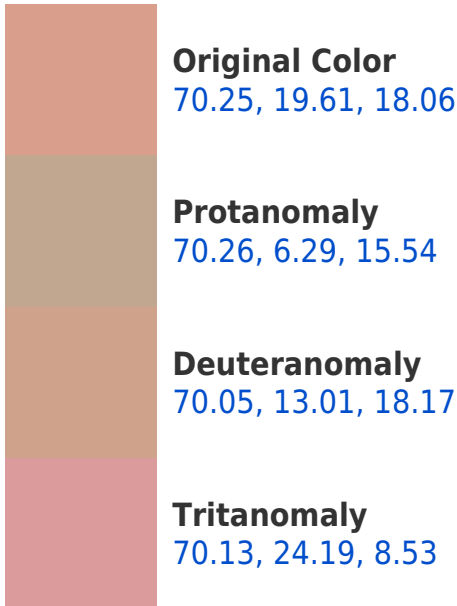 Original Color
70.25, 19.61, 18.06
Protanomaly
70.26, 6.29, 15.54
Deuteranomaly
70.05, 13.01, 18.17
Tritanomaly
70.13, 24.19, 8.53